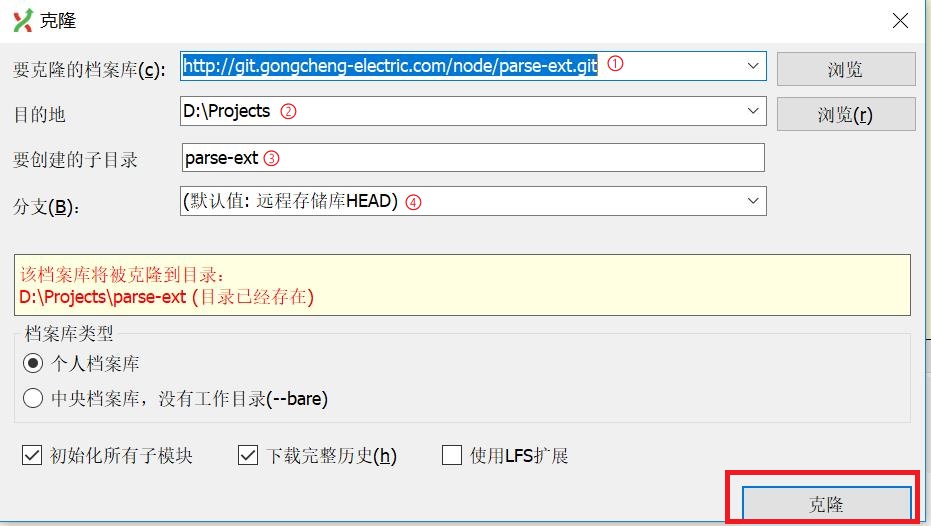 克隆
要克隆的档案库(c): http://git.gongcheng-electric.com/node/parse-ext.git ① 浏览
目的地 D:\Projects ② 浏览(r)
要创建的子目录 parse-ext ③
分支(B): (默认值: 远程存储库HEAD) ④
该档案库将被克隆到目录:
D:\Projects\parse-ext (目录已经存在)
档案库类型
个人档案库
中央档案库，没有工作目录(--bare)
初始化所有子模块 下载完整历史(h) 使用LFS扩展
克隆